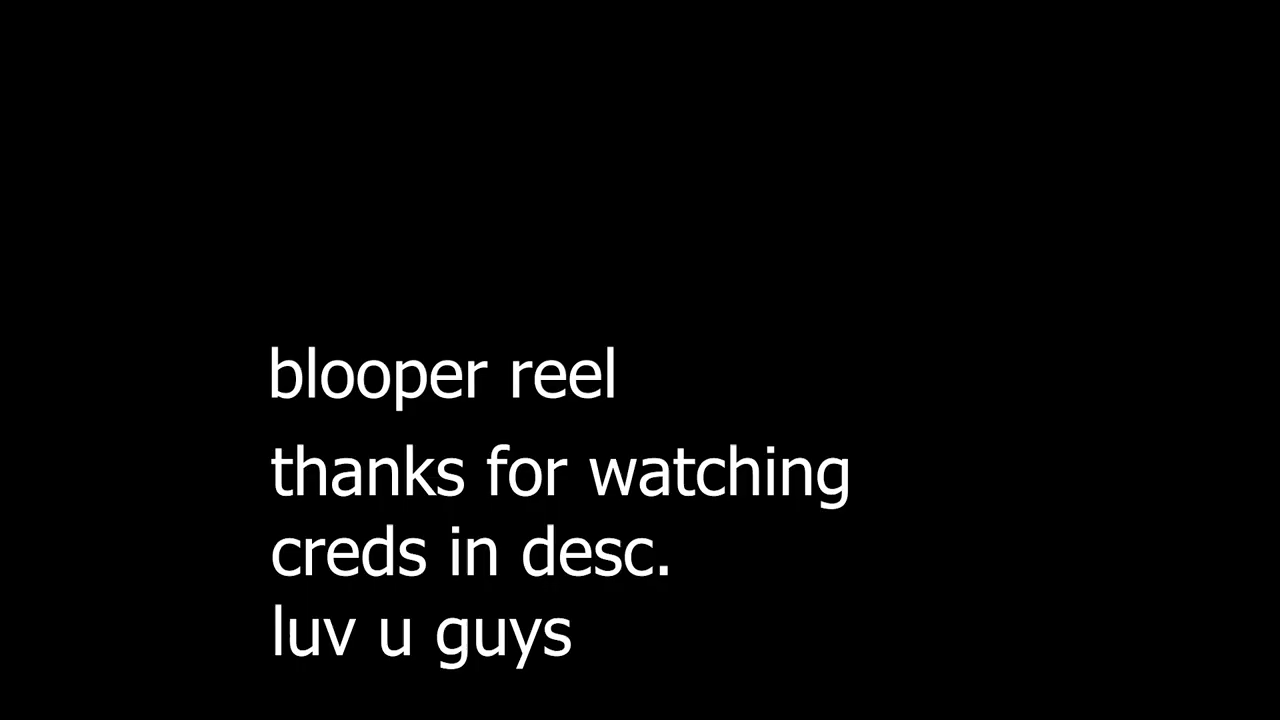 blooper reel
thanks for watching
creds in desc.
luv u guys